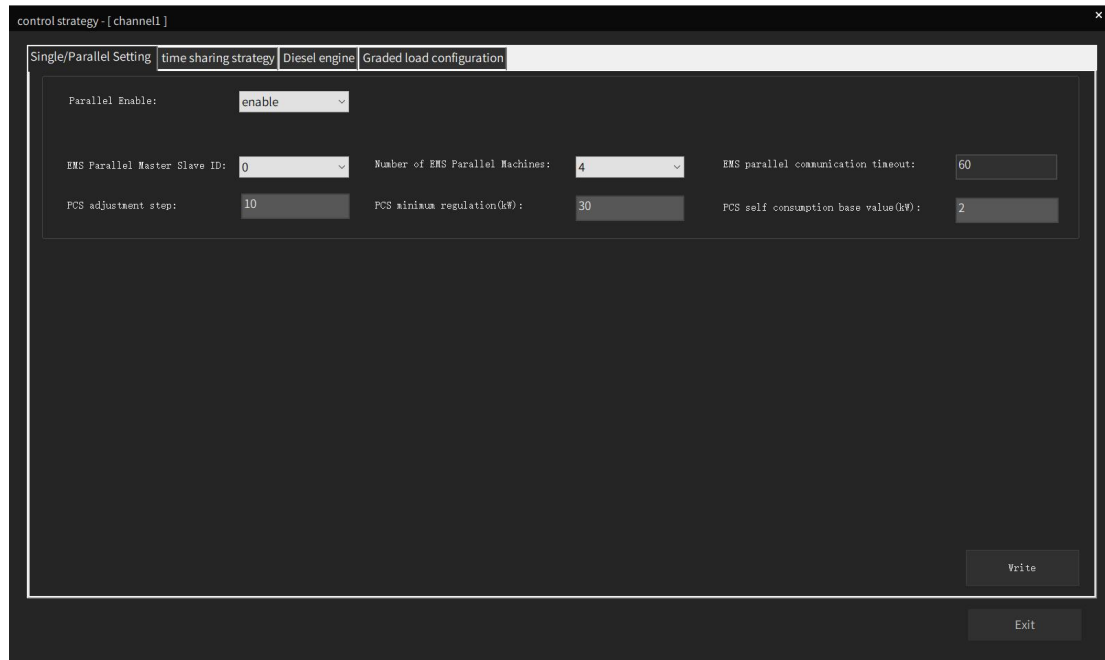 control strategy - [ channel1 ]
×
Single/Parallel Setting time sharing strategy Diesel engine Graded load configuration
Parallel Enable: enable
EMS Parallel Master Slave ID: 0 Number of EMS Parallel Machines: 4 EMS parallel communication timeout: 60
PCS adjustment step: 10 PCS minimum regulation(kW): 30 PCS self consumption base value(kW): 2
Write
Exit